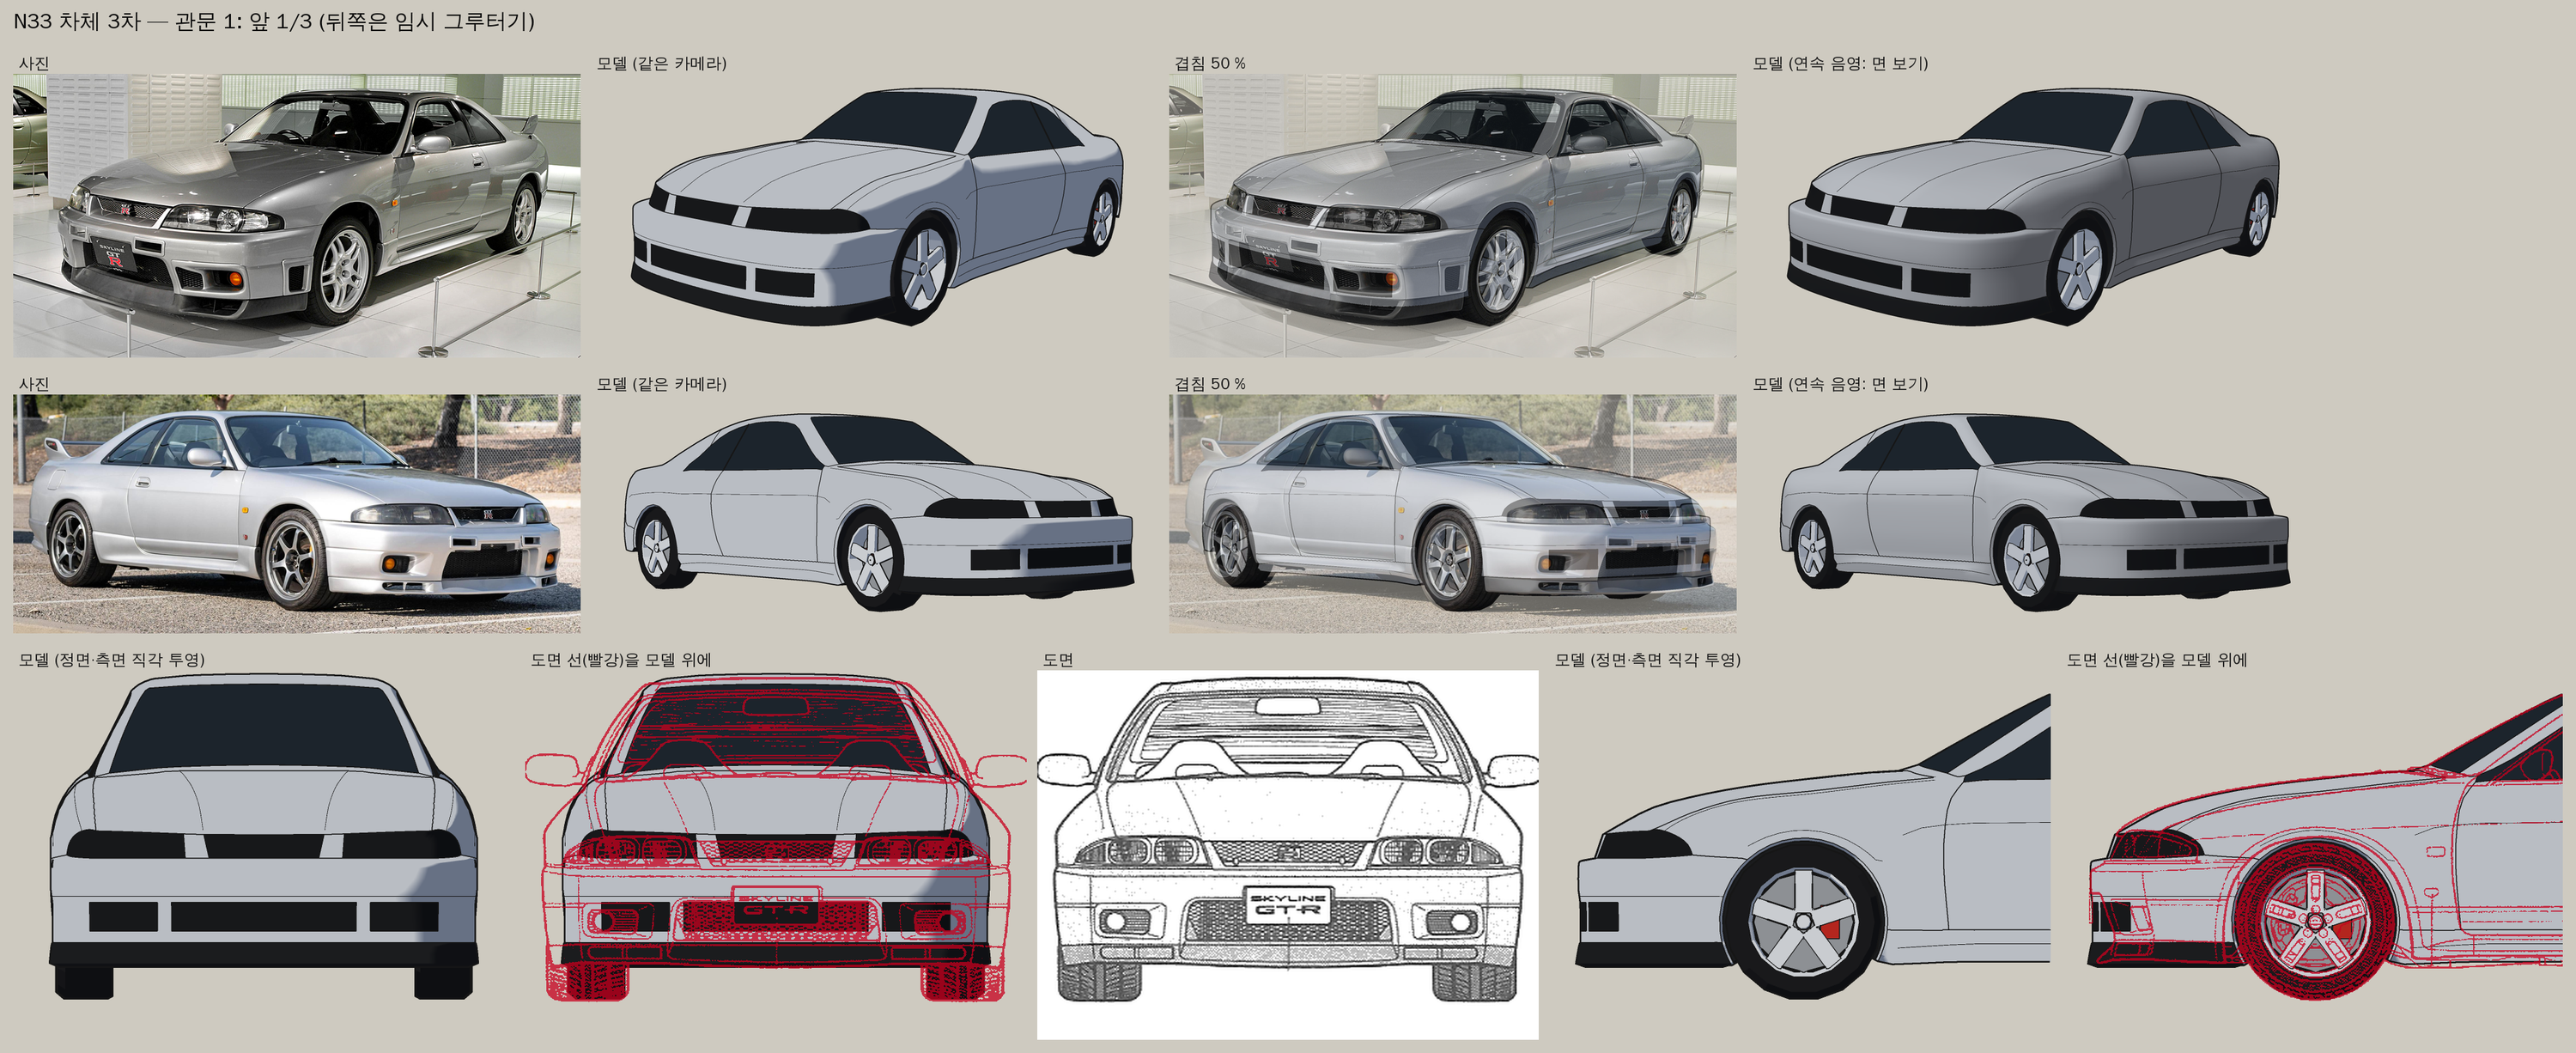 N33 차체 3차 — 관문 1: 앞 1/3 (뒤쪽은 임시 그루터기)
사진
모델 (같은 카메라)
겹침 50 %
모델 (연속 음영: 면 보기)
SKYLINE
GT
R
사진
모델 (같은 카메라)
겹침 50 %
모델 (연속 음영: 면 보기)
모델 (정면·측면 직각 투영)
도면 선(빨강)을 모델 위에
도면
모델 (정면·측면 직각 투영)
도면 선(빨강)을 모델 위에
SKYLINE
GT-R
SKYLINE
GT-R